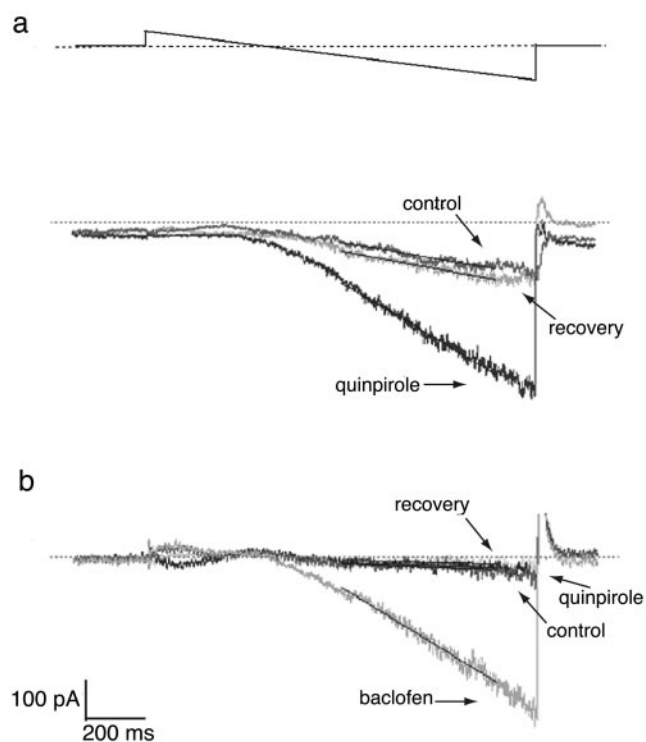 a
control
recovery
quinpirole
b
recovery
quinpirole
control
baclofen
100 pA
200 ms